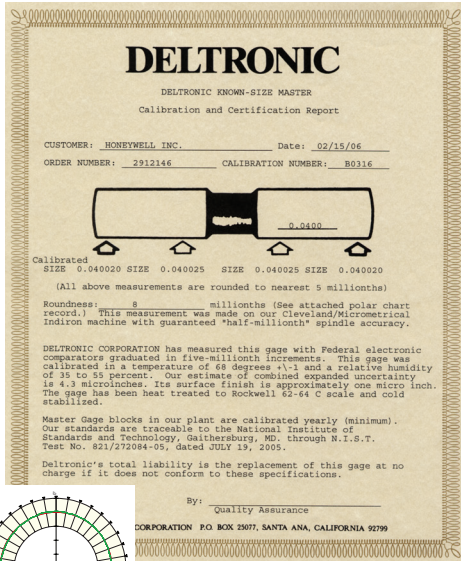 DELTRONIC
DELTRONIC KNOWN-SIZE MASTER
Calibration and Certification Report
CUSTOMER: HONEYWELL INC. Date: 02/15/06
ORDER NUMBER: 2912146 CALIBRATION NUMBER: B0316
0.0400
Calibrated
SIZE 0.040020 SIZE 0.040025 SIZE 0.040025 SIZE 0.040020
(All above measurements are rounded to nearest 5 millionths)
Roundness: 8 millionths (See attached polar chart
record.) This measurement was made on our Cleveland/Micrometrical
Indiron machine with guaranteed "half-millionth" spindle accuracy.
DELTRONIC CORPORATION has measured this gage with Federal electronic
comparators graduated in five-millionth increments. This gage was
calibrated in a temperature of 68 degrees +\-1 and a relative humidity
of 35 to 55 percent. Our estimate of combined expanded uncertainty
is 4.3 microinches. Its surface finish is approximately one micro inch.
The gage has been heat treated to Rockwell 62-64 C scale and cold
stabilized.
Master Gage blocks in our plant are calibrated yearly (minimum).
Our standards are traceable to the National Institute of
Standards and Technology, Gaithersburg, MD. through N.I.S.T.
Test No. 821/272084-05, dated JULY 19, 2005.
Deltronic's total liability is the replacement of this gage at no
charge if it does not conform to these specifications.
By:
Quality Assurance
CORPORATION P.O. BOX 25077, SANTA ANA, CALIFORNIA 92799